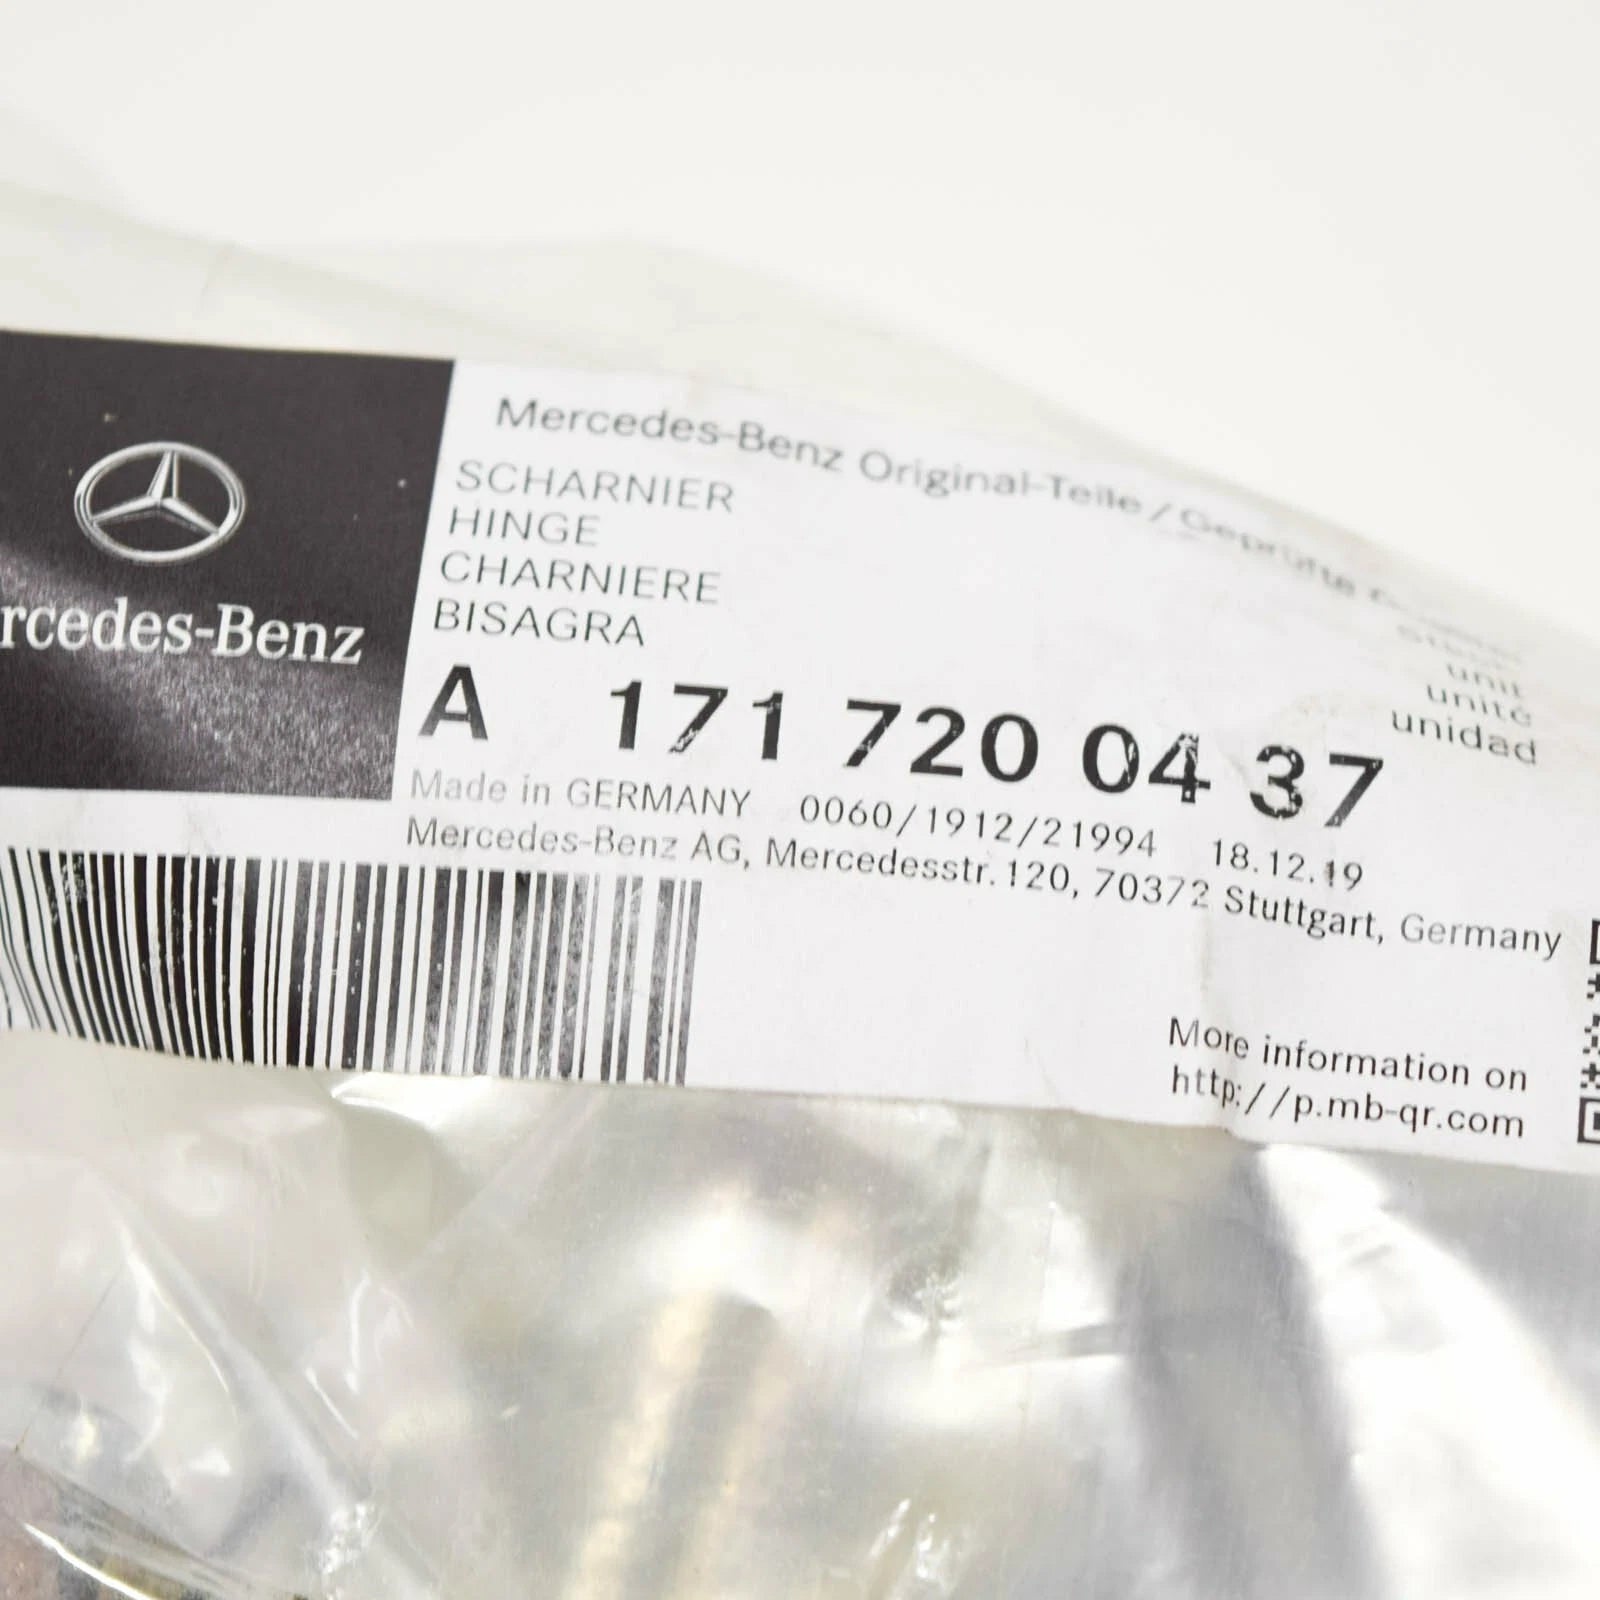 rcedes-Benz
Mercedes-Benz Original-Teile / Geprüfte
SCHARNIER
HINGE
CHARNIERE
BISAGRA
unit
unité
unidad
A 171 720 04 37
Made in GERMANY 0060/1912/21994 18.12.19
Mercedes-Benz AG, Mercedesstr. 120, 70372 Stuttgart, Germany
More information on
http://p.mb-qr.com